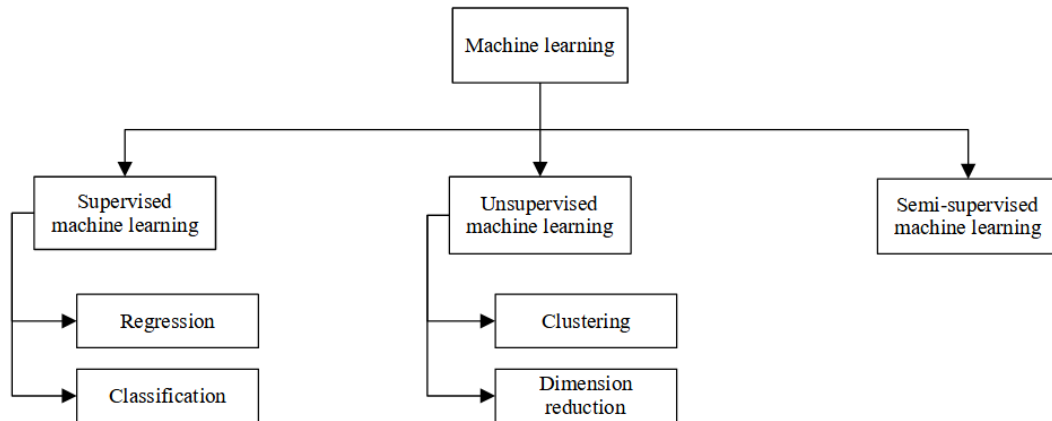 Machine learning
Supervised
machine learning
Unsupervised
machine learning
Semi-supervised
machine learning
Regression
Clustering
Classification
Dimension
reduction